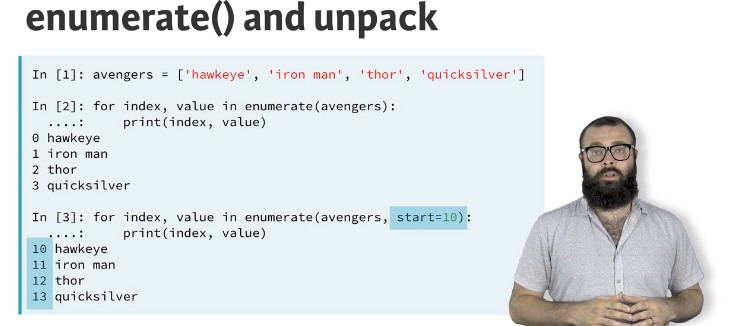 enumerate() and unpack
In [1]: avengers = ['hawkeye', 'iron man', 'thor', 'quicksilver']
In [2]: for index, value in enumerate(avengers):
....: print(index, value)
0 hawkeye
1 iron man
2 thor
3 quicksilver
In [3]: for index, value in enumerate(avengers, start=10):
....: print(index, value)
10 hawkeye
11 iron man
12 thor
13 quicksilver